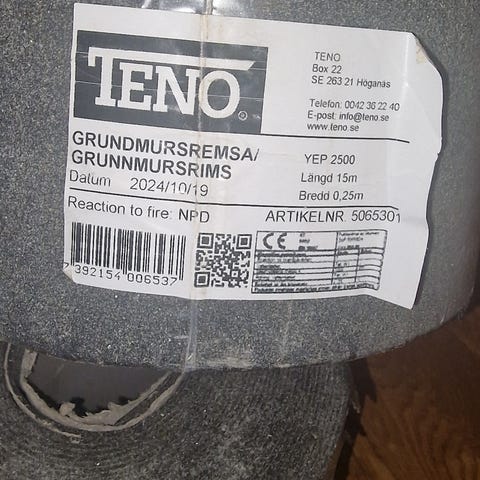 TENO®
TENO
Box 22
SE 263 21 Höganäs
Telefon: 0042 36 22 40
E-post: info@teno.se
www.teno.se
GRUNDMURSREMSA/
GRUNNMURSRIMS
YEP 2500
Datum 2024/10/19
Längd 15m
Bredd 0,25m
Reaction to fire: NPD
ARTIKELNR. 5065301
CE
7 392154 006537